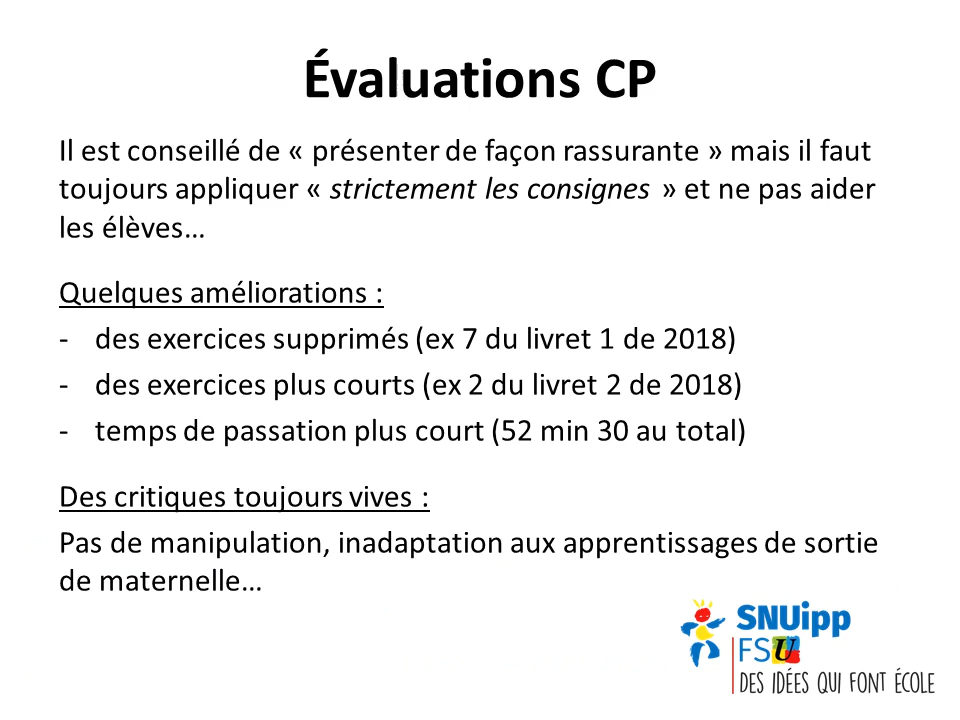 Évaluations CP
Il est conseillé de « présenter de façon rassurante » mais il faut
toujours appliquer « strictement les consignes » et ne pas aider
les élèves…
Quelques améliorations :
- des exercices supprimés (ex 7 du livret 1 de 2018)
- des exercices plus courts (ex 2 du livret 2 de 2018)
- temps de passation plus court (52 min 30 au total)
Des critiques toujours vives :
Pas de manipulation, inadaptation aux apprentissages de sortie
de maternelle…
SNUipp
FSU
DES IDÉES QUI FONT ÉCOLE